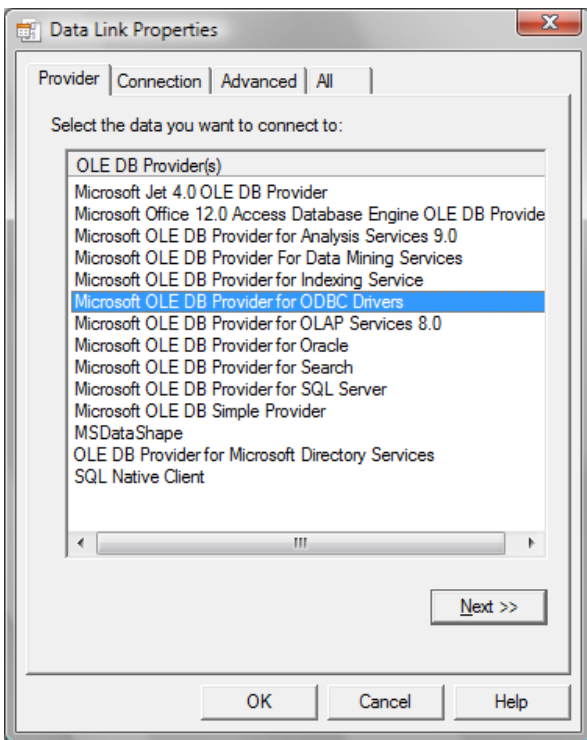 Data Link Properties
Provider Connection Advanced All
Select the data you want to connect to:
OLE DB Provider(s)
Microsoft Jet 4.0 OLE DB Provider
Microsoft Office 12.0 Access Database Engine OLE DB Provide
Microsoft OLE DB Provider for Analysis Services 9.0
Microsoft OLE DB Provider For Data Mining Services
Microsoft OLE DB Provider for Indexing Service
Microsoft OLE DB Provider for ODBC Drivers
Microsoft OLE DB Provider for OLAP Services 8.0
Microsoft OLE DB Provider for Oracle
Microsoft OLE DB Provider for Search
Microsoft OLE DB Provider for SQL Server
Microsoft OLE DB Simple Provider
MSDataShape
OLE DB Provider for Microsoft Directory Services
SQL Native Client
Next >>
OK Cancel Help